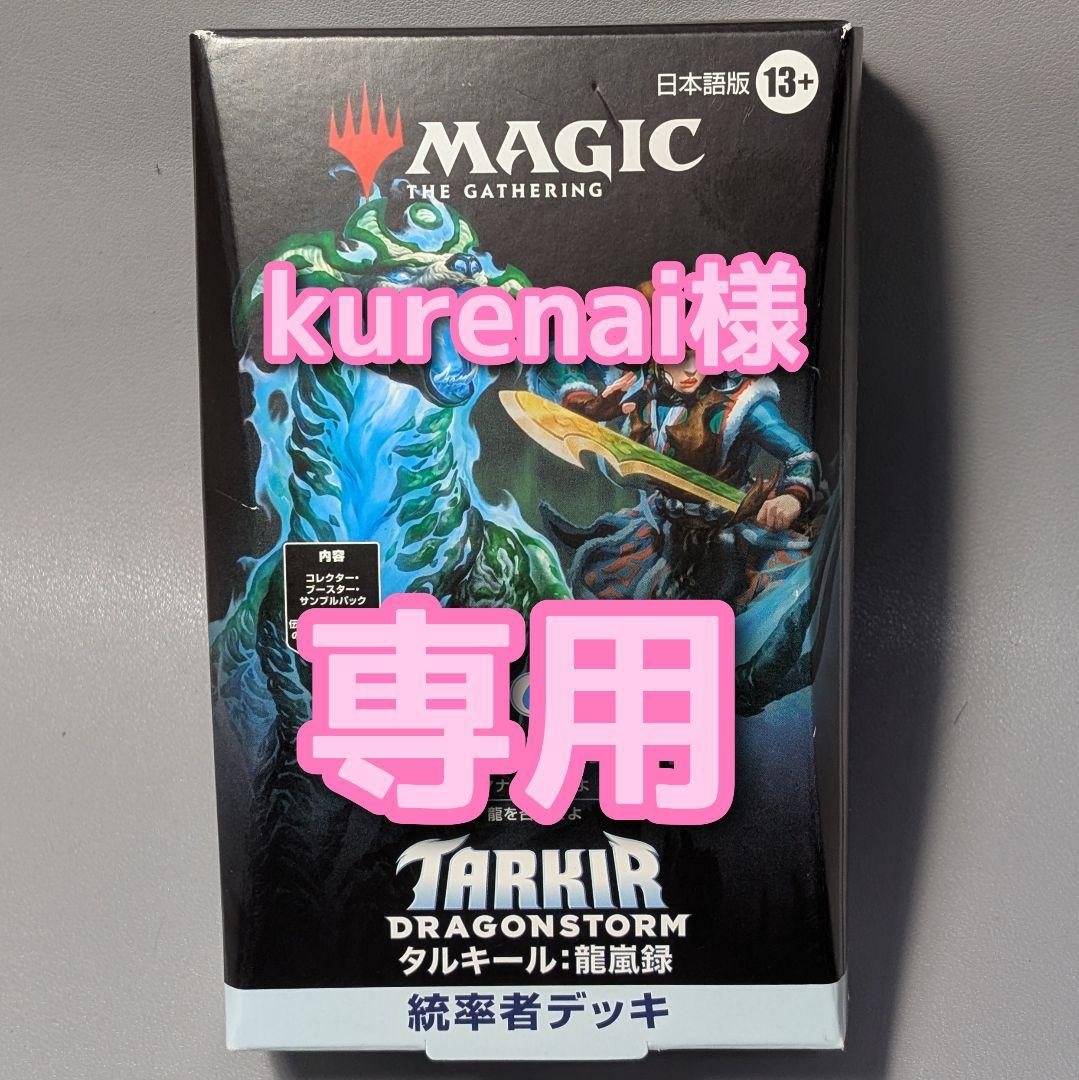 日本語版 13+
MAGIC
THE GATHERING
kurenai様
内容
コレクター・
ブースター・
サンプルパック
専用
TARKIR
DRAGONSTORM
タルキール：龍嵐録
統率者デッキ